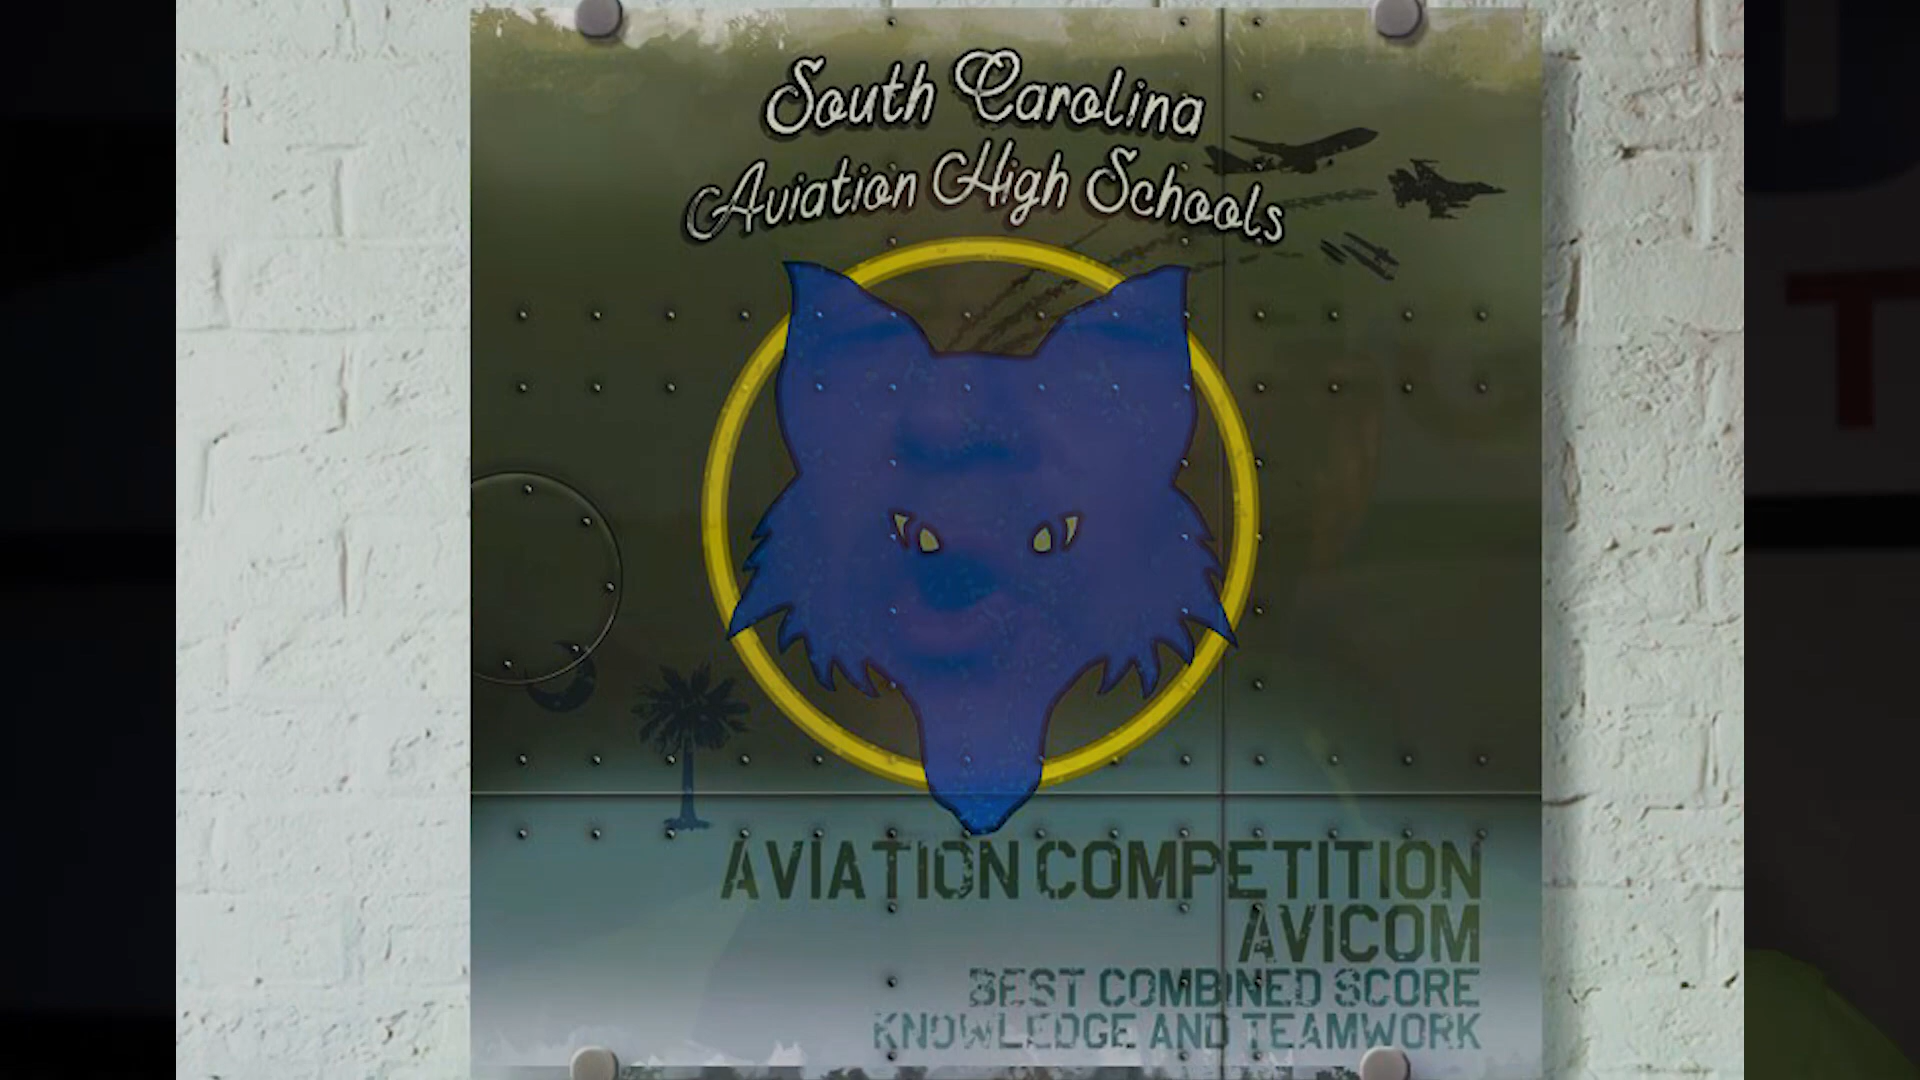 South Carolina
Aviation High Schools
AVIATION COMPETITION
AVICOM
BEST COMBINED SCORE
KNOWLEDGE AND TEAMWORK